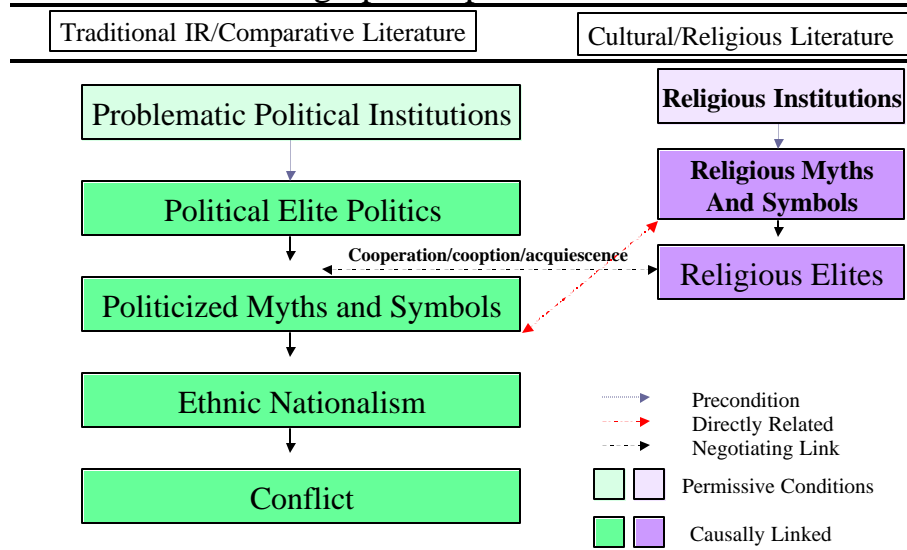 Traditional IR/Comparative Literature
Cultural/Religious Literature
Problematic Political Institutions
Religious Institutions
Political Elite Politics
Religious Myths
And Symbols
Cooperation/cooption/acquiescence
Religious Elites
Politicized Myths and Symbols
Ethnic Nationalism
Conflict
Precondition
Directly Related
Negotiating Link
Permissive Conditions
Causally Linked